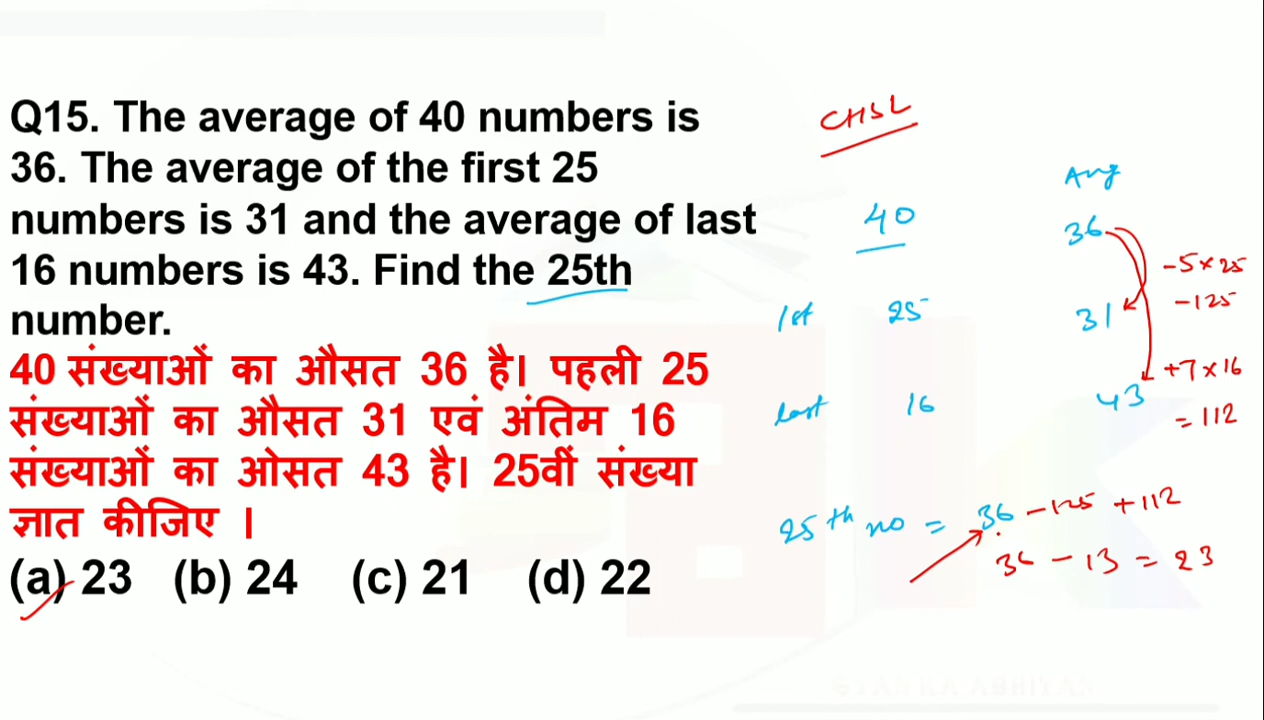 Q15. The average of 40 numbers is
36. The average of the first 25
numbers is 31 and the average of last
16 numbers is 43. Find the 25th
number.
40 संख्याओं का औसत 36 है। पहली 25
संख्याओं का औसत 31 एवं अंतिम 16
संख्याओं का ओसत 43 है। 25वीं संख्या
ज्ञात कीजिए ।
(a) 23 (b) 24 (c) 21 (d) 22
CHSL
Avg
40 36
-5×25
-125
1st 25 31
+7×16
last 16 43
= 112
25th no = 36 -125 +112
36 - 13 = 23